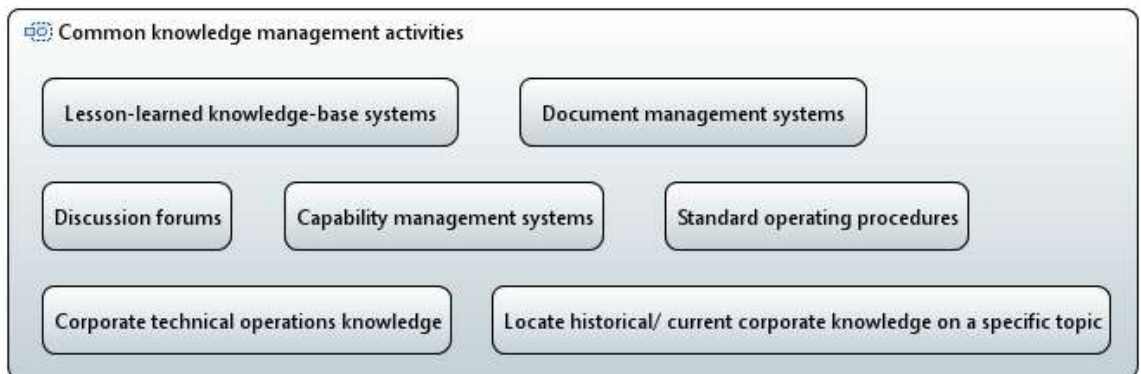 Common knowledge management activities
Lesson-learned knowledge-base systems
Document management systems
Discussion forums
Capability management systems
Standard operating procedures
Corporate technical operations knowledge
Locate historical/ current corporate knowledge on a specific topic